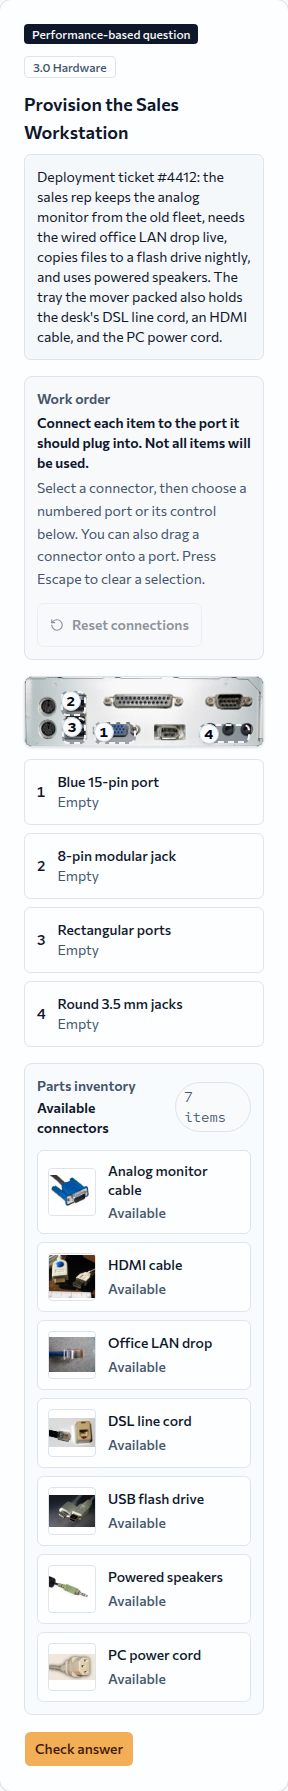 Performance-based question
3.0 Hardware
Provision the Sales
Workstation
Deployment ticket #4412: the
sales rep keeps the analog
monitor from the old fleet, needs
the wired office LAN drop live,
copies files to a flash drive nightly,
and uses powered speakers. The
tray the mover packed also holds
the desk's DSL line cord, an HDMI
cable, and the PC power cord.
Work order
Connect each item to the port it
should plug into. Not all items will
be used.
Select a connector, then choose a
numbered port or its control
below. You can also drag a
connector onto a port. Press
Escape to clear a selection.
Reset connections
2
3
1
4
1
Blue 15-pin port
Empty
2
8-pin modular jack
Empty
3
Rectangular ports
Empty
4
Round 3.5 mm jacks
Empty
Parts inventory
Available
connectors
7
items
Analog monitor
cable
Available
HDMI cable
Available
Office LAN drop
Available
DSL line cord
Available
USB flash drive
Available
Powered speakers
Available
PC power cord
Available
Check answer